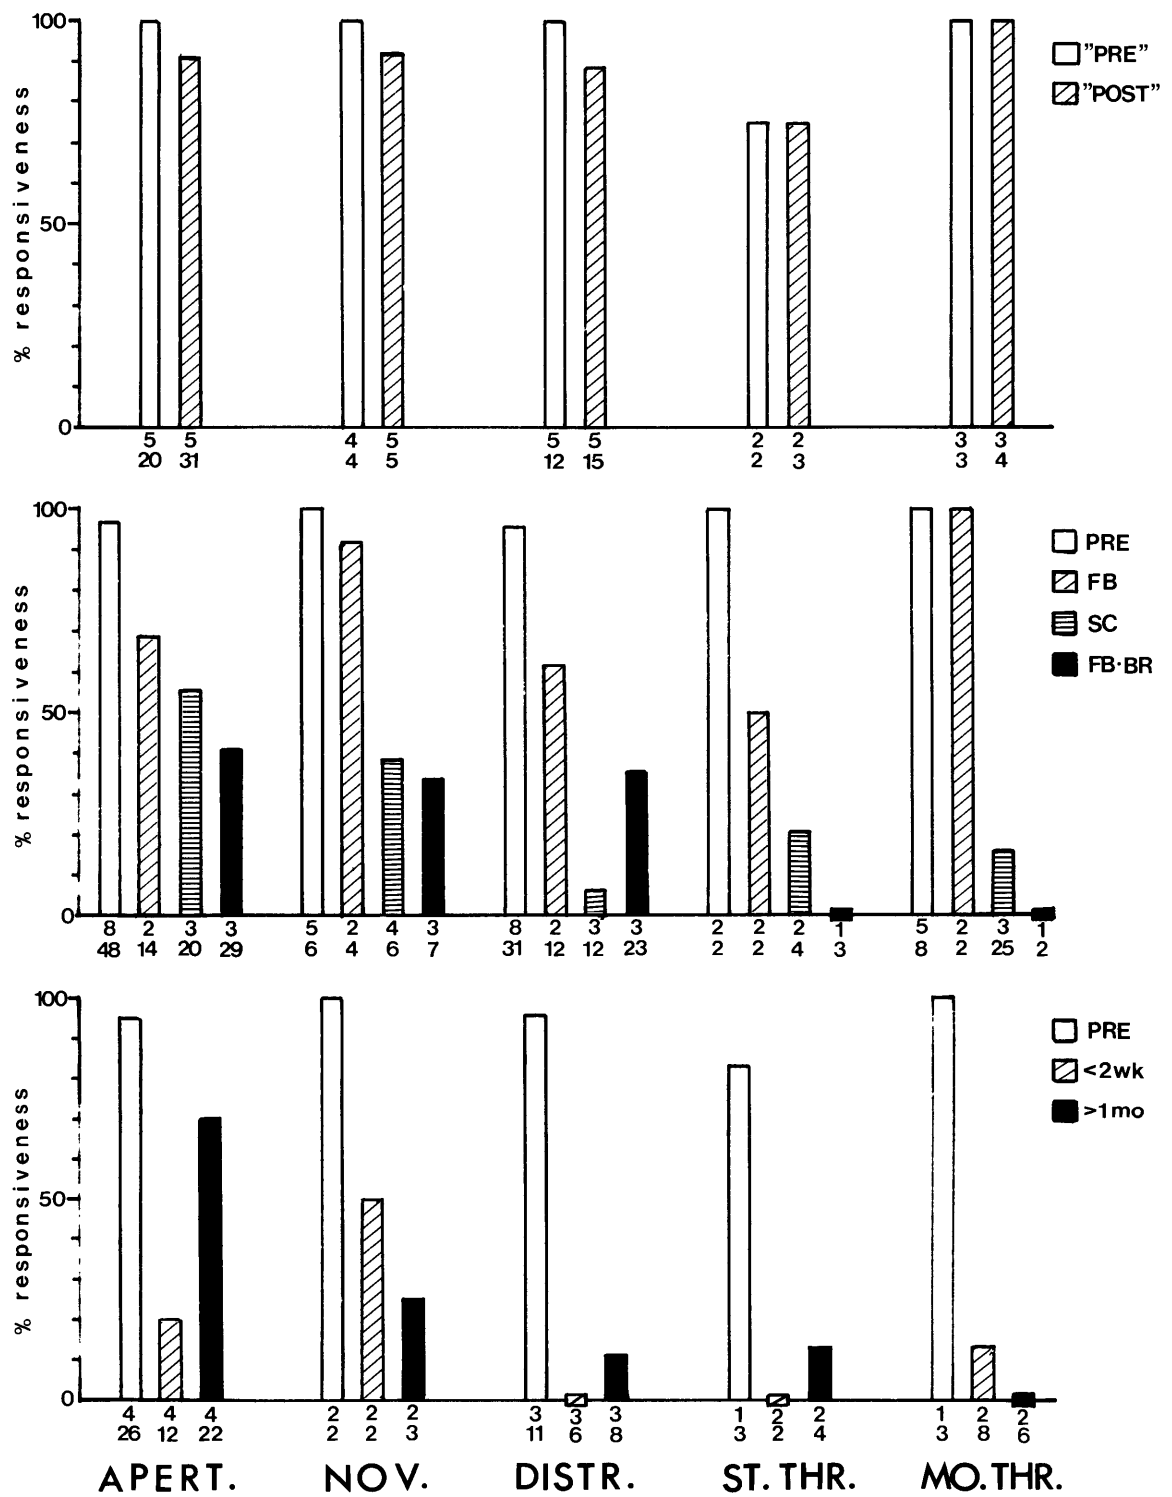 100
50
0
% responsiveness
"PRE"
"POST"
5 5 4 5 5 5 2 2 3 3
20 31 4 5 12 15 2 3 3 4
100
50
0
% responsiveness
PRE
FB
SC
FB·BR
8 2 3 3 5 2 4 3 8 2 3 3 2 2 2 1 5 2 3 1
48 14 20 29 6 4 6 7 31 12 12 23 2 2 4 3 8 2 25 2
100
50
0
% responsiveness
PRE
<2wk
>1mo
4 4 4 2 2 2 3 3 3 1 2 2 1 2 2
26 12 22 2 2 3 11 6 8 3 2 4 3 8 6
APERT. NOV. DISTR. ST.THR. MO.THR.